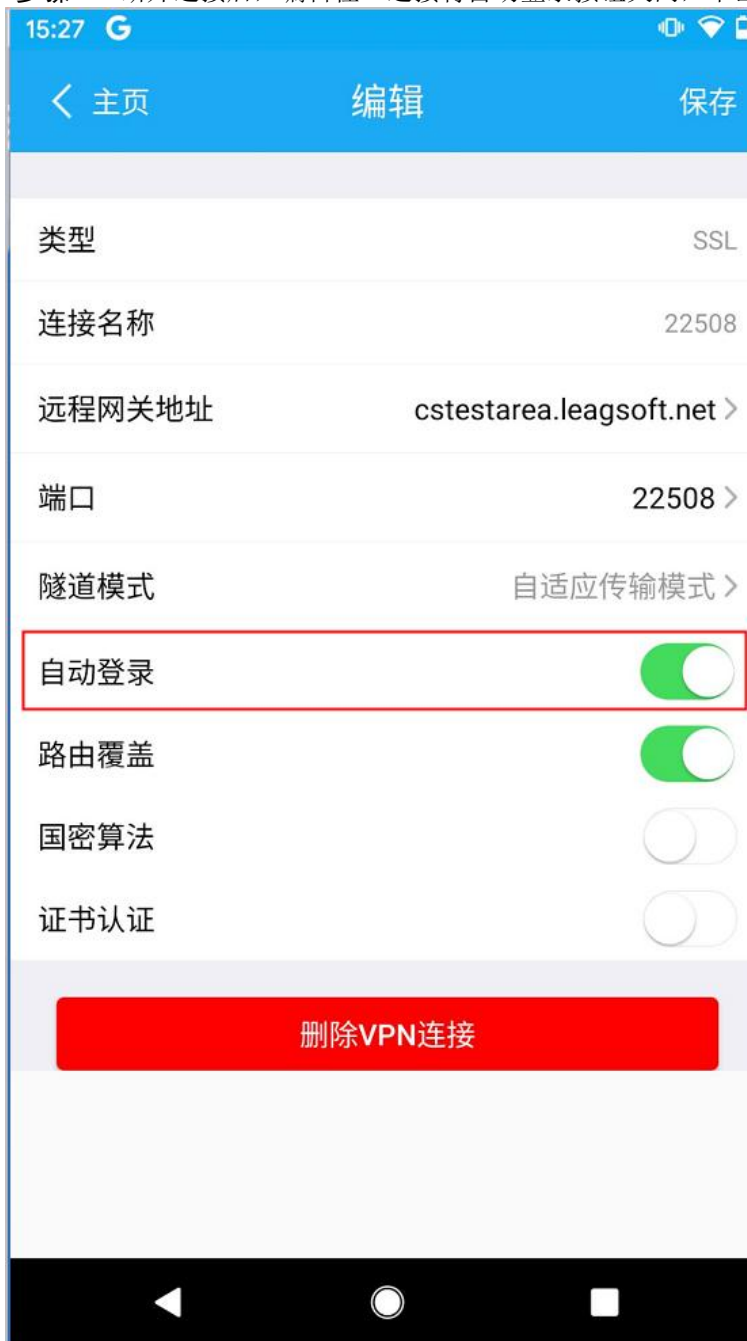 15:27 G
主页 编辑 保存
类型 SSL
连接名称 22508
远程网关地址 cstestarea.leagsoft.net
端口 22508
隧道模式 自适应传输模式
自动登录
路由覆盖
国密算法
证书认证
删除VPN连接